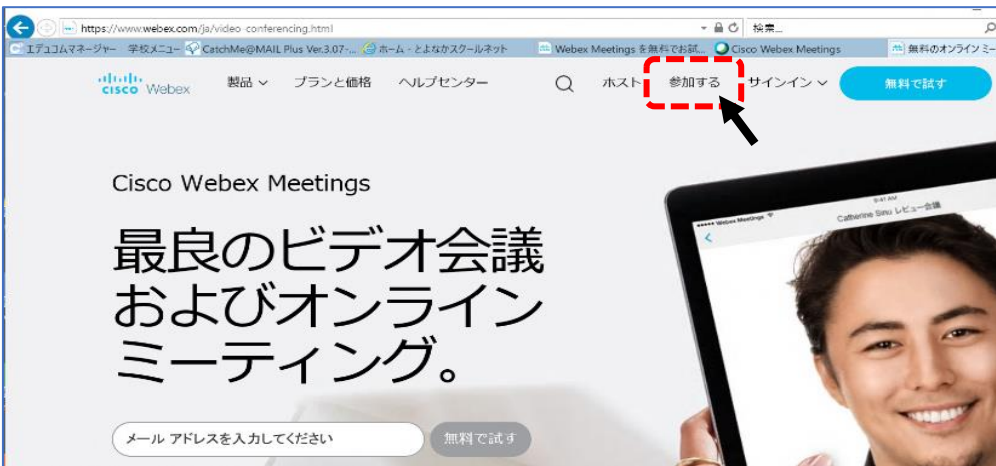 https://www.webex.com/ja/video-conferencing.html
検索...
エデュコムマネージャー 学校メニュー CatchMe@MAIL Plus Ver.3.07-... ホーム - とよなかスクールネット Webex Meetings を無料でお試... Cisco Webex Meetings 無料のオンライン ミー
CISCO Webex 製品 プランと価格 ヘルプセンター ホスト 参加する サインイン 無料で試す
Cisco Webex Meetings
最良のビデオ会議
およびオンライン
ミーティング。
メール アドレスを入力してください 無料で試す
Webex Meetings
9:41 AM
Catherine Sinu レビュー会議